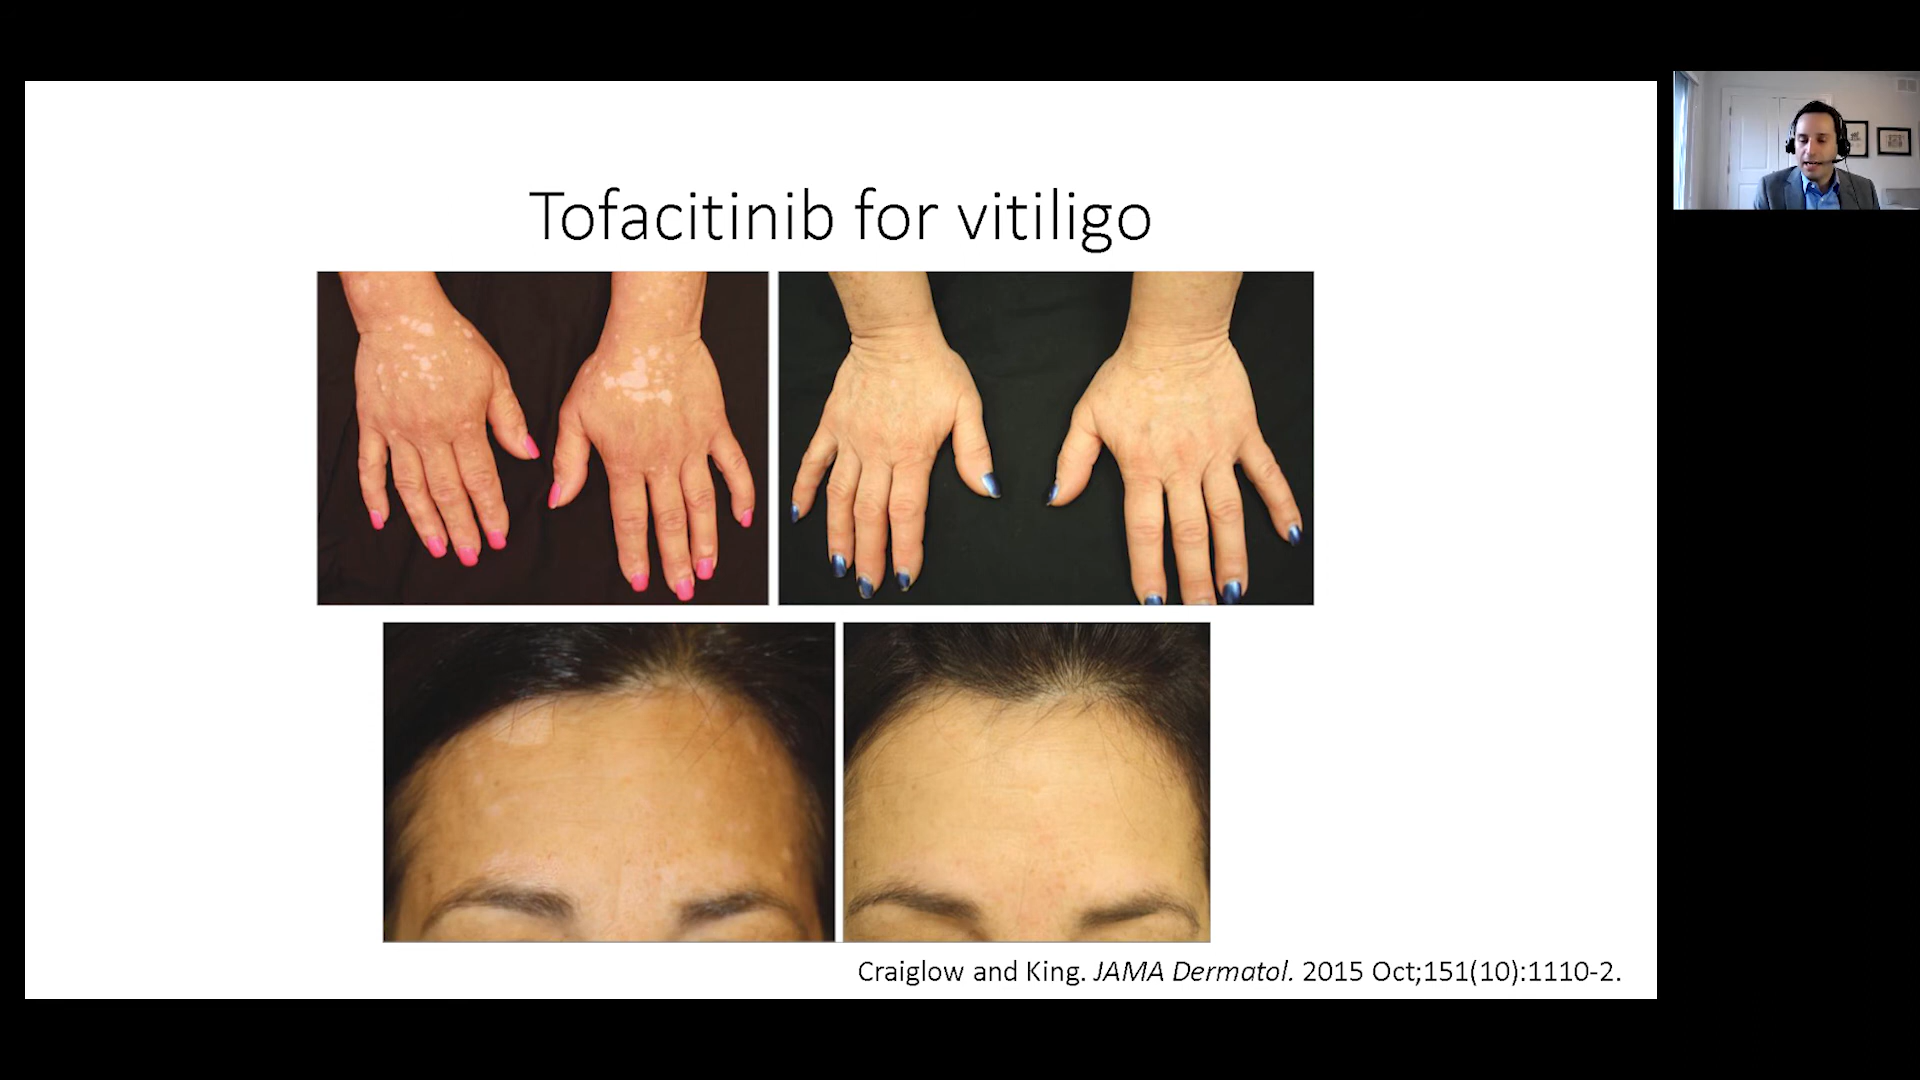 Tofacitinib for vitiligo
Craiglow and King. JAMA Dermatol. 2015 Oct;151(10):1110-2.